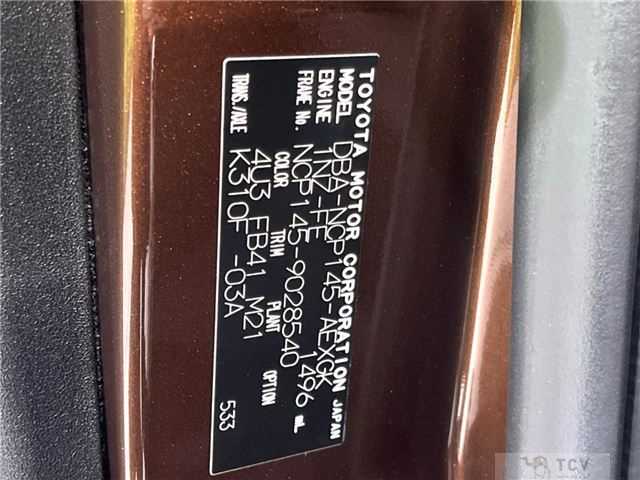 TOYOTA MOTOR CORPORATION JAPAN
MODEL DBA-NCP145-AEXGK
ENGINE 1NZ-FE 1496 mL
FRAME No. NCP145-9028540
COLOR TRIM PLANT OPTION
4U3 FB41 M21
TRANS./AXLE K310F -03A
533
TCV